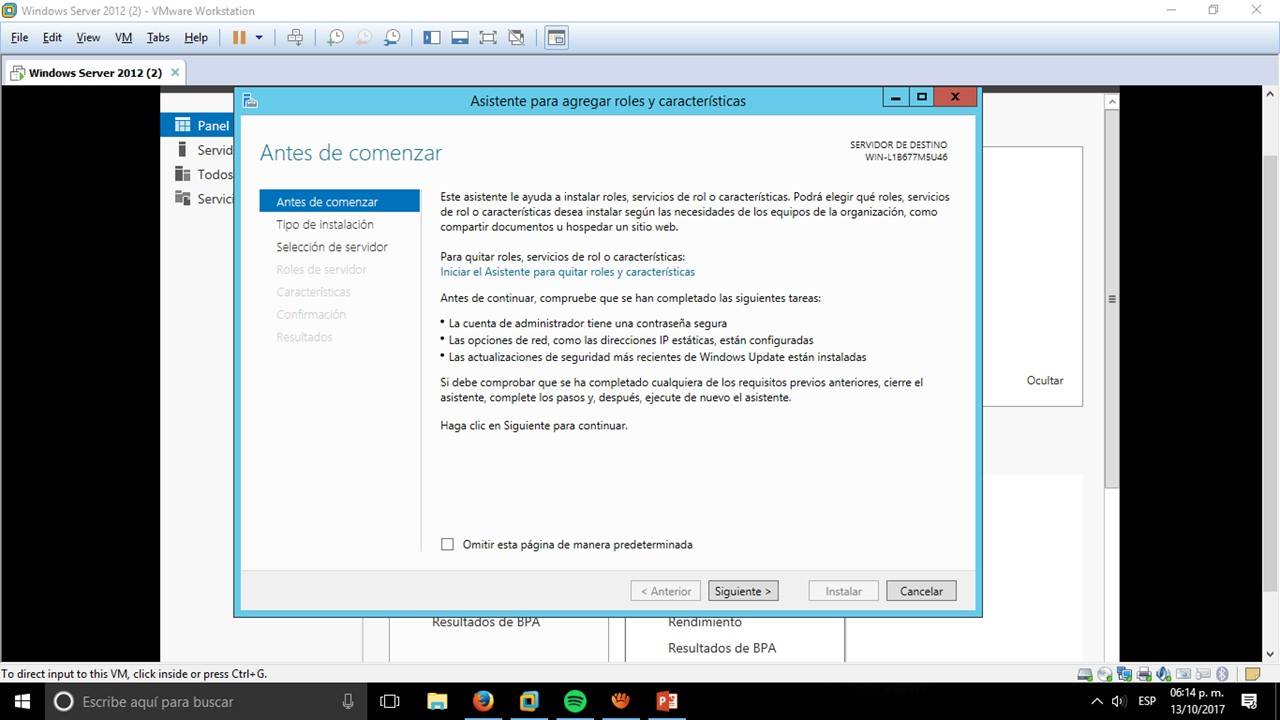 Windows Server 2012 (2) - VMware Workstation
File Edit View VM Tabs Help
Windows Server 2012 (2)
Asistente para agregar roles y características
Panel
Servid
Todos
Servici
Antes de comenzar
SERVIDOR DE DESTINO
WIN-L1B677M5U46
Antes de comenzar
Tipo de instalación
Selección de servidor
Roles de servidor
Características
Confirmación
Resultados
Este asistente le ayuda a instalar roles, servicios de rol o características. Podrá elegir qué roles, servicios
de rol o características desea instalar según las necesidades de los equipos de la organización, como
compartir documentos u hospedar un sitio web.
Para quitar roles, servicios de rol o características:
Iniciar el Asistente para quitar roles y características
Antes de continuar, compruebe que se han completado las siguientes tareas:
• La cuenta de administrador tiene una contraseña segura
• Las opciones de red, como las direcciones IP estáticas, están configuradas
• Las actualizaciones de seguridad más recientes de Windows Update están instaladas
Si debe comprobar que se ha completado cualquiera de los requisitos previos anteriores, cierre el
asistente, complete los pasos y, después, ejecute de nuevo el asistente.
Haga clic en Siguiente para continuar.
Omitir esta página de manera predeterminada
< Anterior Siguiente > Instalar Cancelar
Ocultar
Resultados de BPA
Rendimiento
Resultados de BPA
To direct input to this VM, click inside or press Ctrl+G.
Escribe aquí para buscar
ESP
06:14 p. m.
13/10/2017